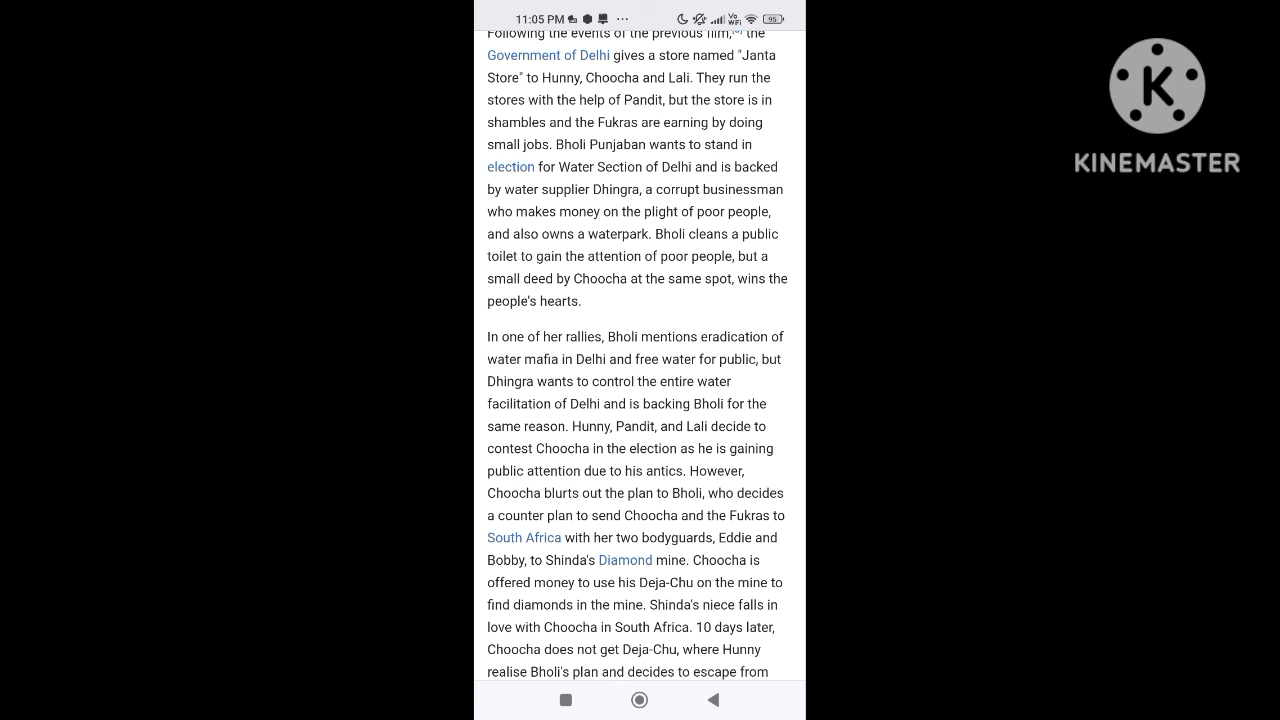 11:05 PM
Vo
WiFi
95
Following the events of the previous film, the
Government of Delhi gives a store named "Janta
Store" to Hunny, Choocha and Lali. They run the
stores with the help of Pandit, but the store is in
shambles and the Fukras are earning by doing
small jobs. Bholi Punjaban wants to stand in
election for Water Section of Delhi and is backed
by water supplier Dhingra, a corrupt businessman
who makes money on the plight of poor people,
and also owns a waterpark. Bholi cleans a public
toilet to gain the attention of poor people, but a
small deed by Choocha at the same spot, wins the
people's hearts.
In one of her rallies, Bholi mentions eradication of
water mafia in Delhi and free water for public, but
Dhingra wants to control the entire water
facilitation of Delhi and is backing Bholi for the
same reason. Hunny, Pandit, and Lali decide to
contest Choocha in the election as he is gaining
public attention due to his antics. However,
Choocha blurts out the plan to Bholi, who decides
a counter plan to send Choocha and the Fukras to
South Africa with her two bodyguards, Eddie and
Bobby, to Shinda's Diamond mine. Choocha is
offered money to use his Deja-Chu on the mine to
find diamonds in the mine. Shinda's niece falls in
love with Choocha in South Africa. 10 days later,
Choocha does not get Deja-Chu, where Hunny
realise Bholi's plan and decides to escape from
K
KINEMASTER